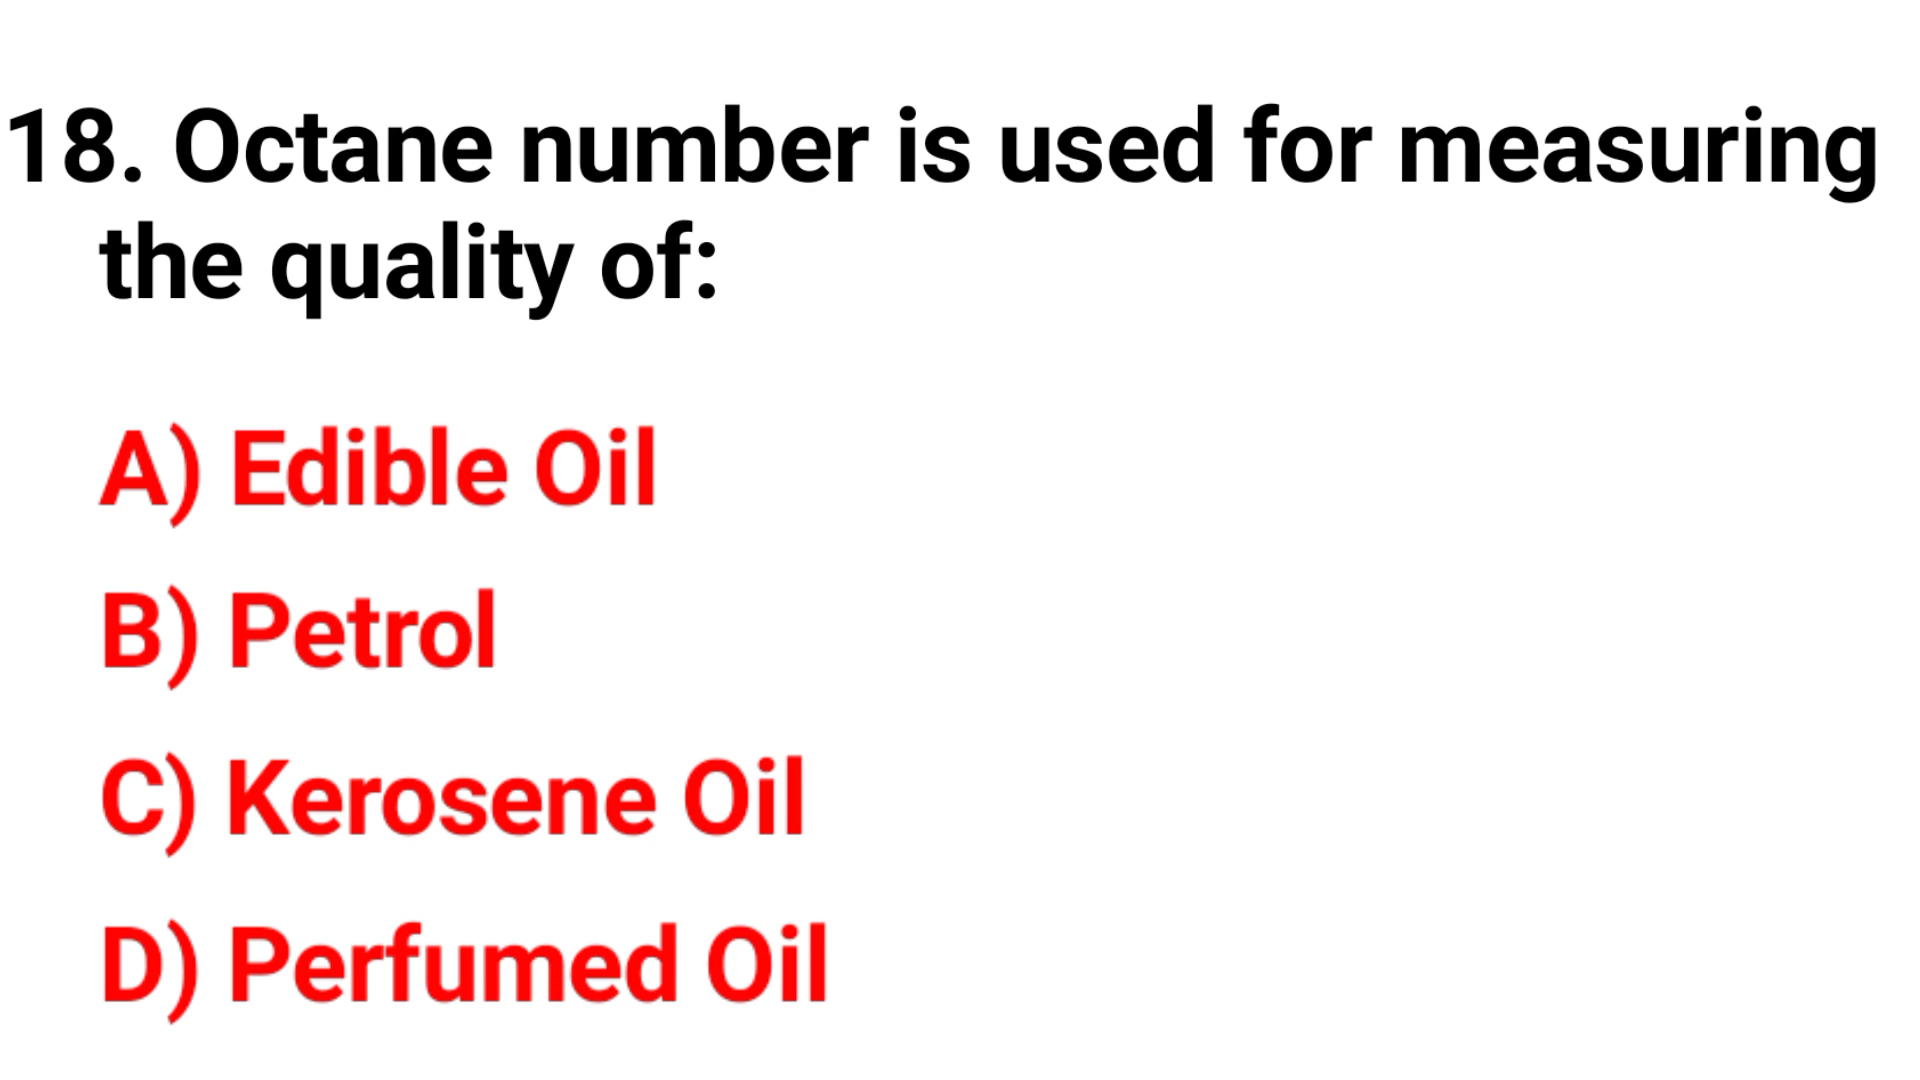 18. Octane number is used for measuring
the quality of:
A) Edible Oil
B) Petrol
C) Kerosene Oil
D) Perfumed Oil